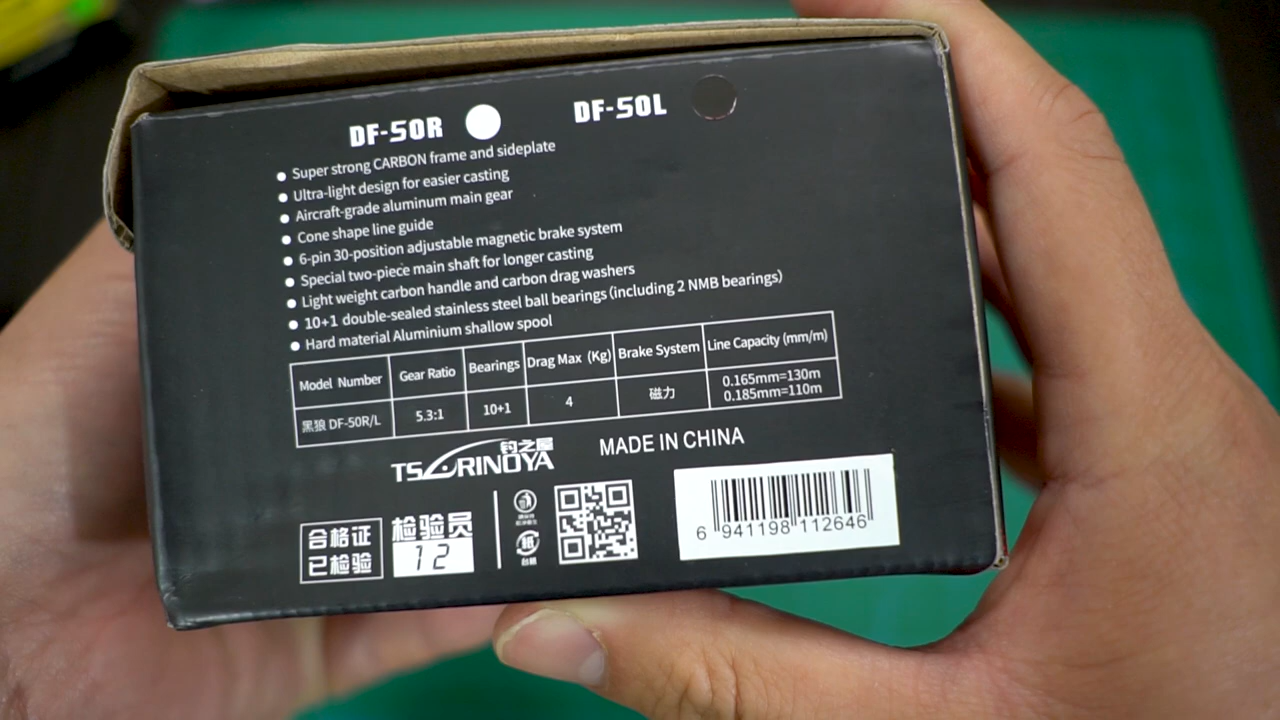 DF-50R DF-50L
Super strong CARBON frame and sideplate
Ultra-light design for easier casting
Aircraft-grade aluminum main gear
Cone shape line guide
6-pin 30-position adjustable magnetic brake system
Special two-piece main shaft for longer casting
Light weight carbon handle and carbon drag washers
10+1 double-sealed stainless steel ball bearings (including 2 NMB bearings)
Hard material Aluminium shallow spool
Model Number Gear Ratio Bearings Drag Max (Kg) Brake System Line Capacity (mm/m)
黑狼 DF-50R/L 5.3:1 10+1 4 磁力 0.165mm=130m
0.185mm=110m
钓之屋
TSURINOYA
MADE IN CHINA
合格证
已检验
检验员
12
6 941198 112646